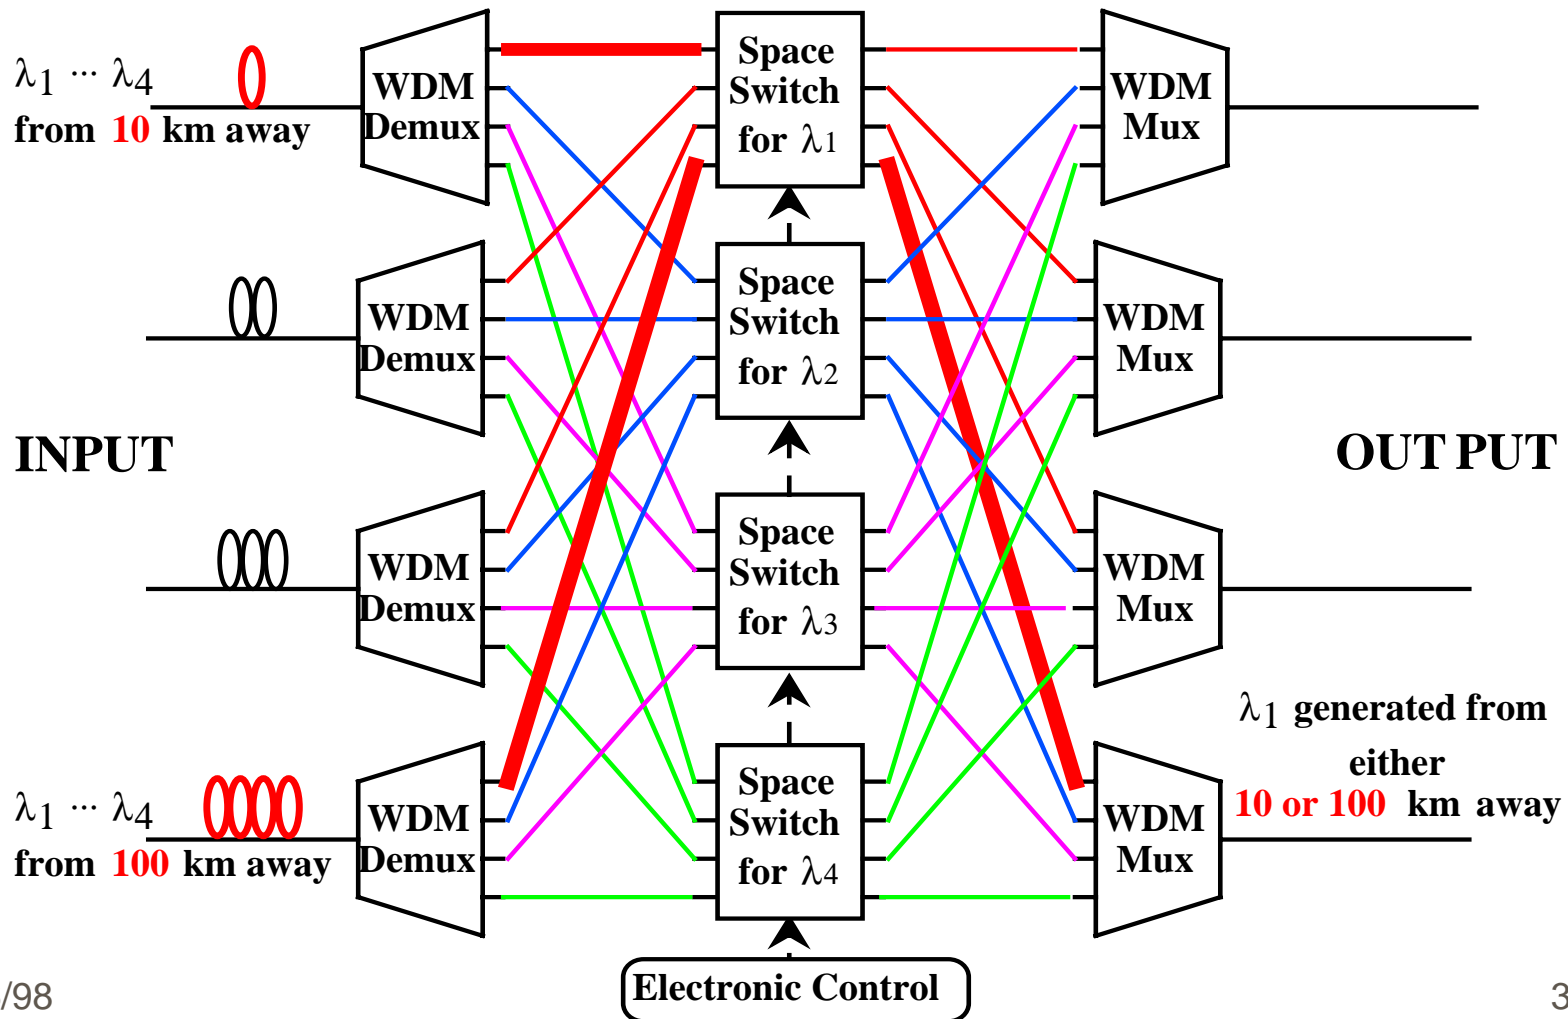 λ1 ... λ4
from 10 km away
WDM
Demux
Space
Switch
for λ1
WDM
Mux
WDM
Demux
Space
Switch
for λ2
WDM
Mux
INPUT
OUTPUT
WDM
Demux
Space
Switch
for λ3
WDM
Mux
λ1 ... λ4
from 100 km away
WDM
Demux
Space
Switch
for λ4
WDM
Mux
λ1 generated from
either
10 or 100 km away
Electronic Control
/98
3